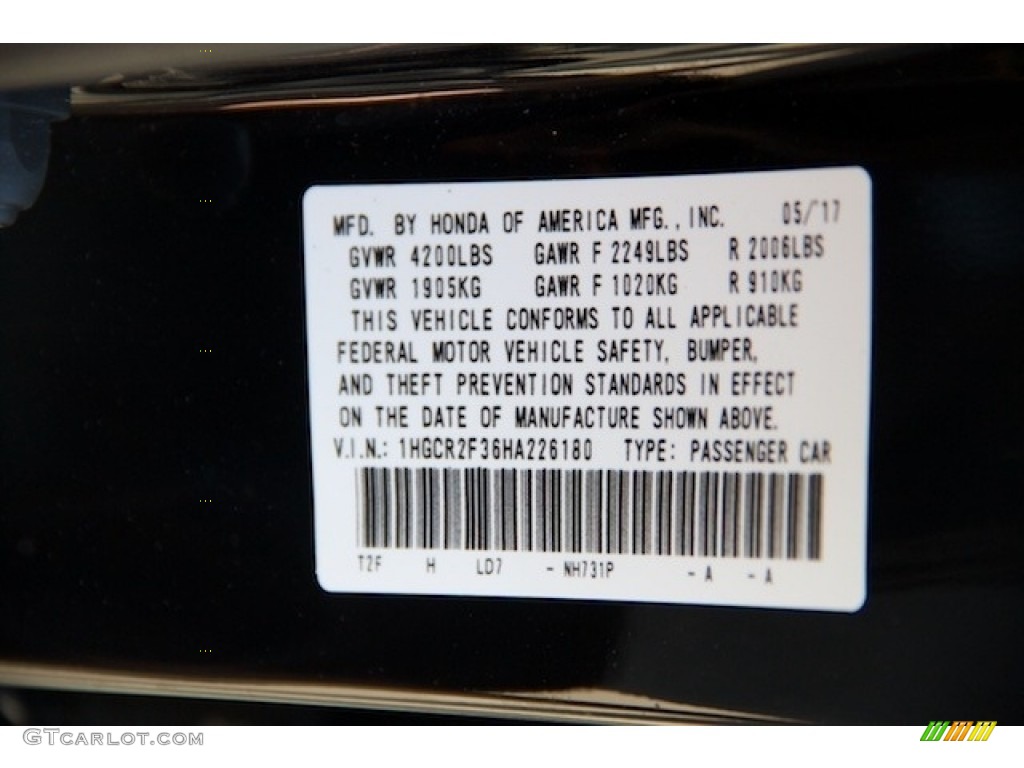 MFD. BY HONDA OF AMERICA MFG., INC. 05/'17
GVWR 4200LBS GAWR F 2249LBS R 2006LBS
GVWR 1905KG GAWR F 1020KG R 910KG
THIS VEHICLE CONFORMS TO ALL APPLICABLE
FEDERAL MOTOR VEHICLE SAFETY, BUMPER,
AND THEFT PREVENTION STANDARDS IN EFFECT
ON THE DATE OF MANUFACTURE SHOWN ABOVE.
V.I.N.: 1HGCR2F36HA226180 TYPE: PASSENGER CAR
T2F H LD7 - NH731P - A - A
GTCARLOT.COM